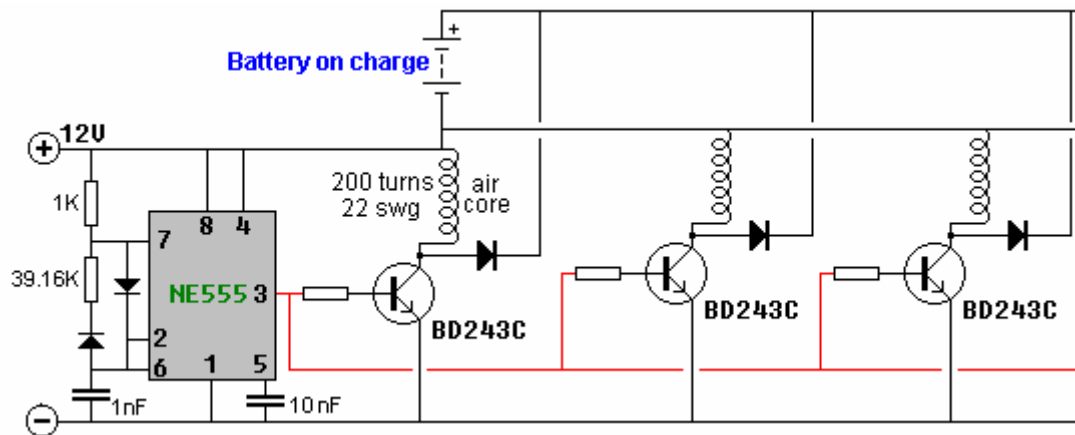 +
Battery on charge
+
12V
200 turns
22 swg
air
core
1K
8
4
7
39.16K
NE555
3
2
6
1
5
BD243C
BD243C
BD243C
1nF
10nF
−